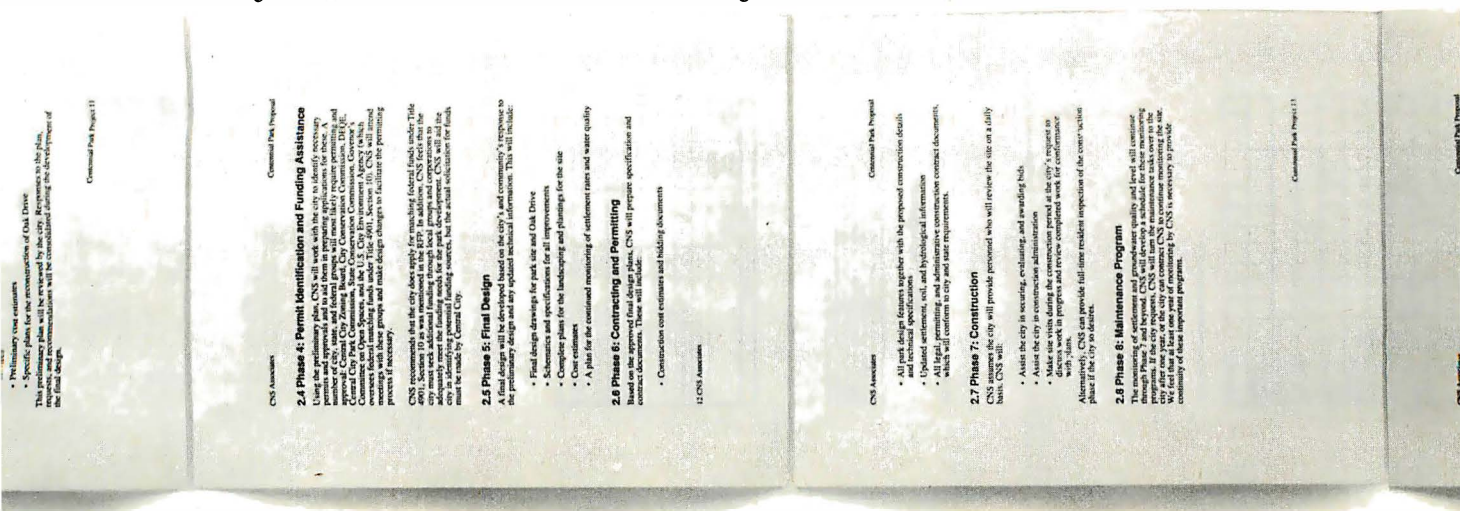 • Preliminary cost estimates
• Specific plans for the reconstruction of Oak Drive
This preliminary plan will be reviewed by the city. Responses to the plan,
requests, and recommendations will be consolidated during the development of
the final design.
Centennial Park Project 11
CNS Associates
Centennial Park Proposal
2.4 Phase 4: Permit Identification and Funding Assistance
Using the preliminary plan, CNS will work with the city to identify necessary
permits and approvals and to aid them in preparing applications for these. A
number of city, state, and federal groups will most likely require permitting and
approval: Central City Zoning Board, City Conservation Commission, DEQE,
Central City Park Commission, State Conservation Commission, Governor's
Committee on Open Spaces, and the U.S. City Environment Agency (which
oversees federal matching funds under Title 4901, Section 10). CNS will attend
meetings with these groups and make design changes to facilitate the permitting
process if necessary.
CNS recommends that the city does apply for matching federal funds under Title
4901, Section 10 as was mentioned in the RFP. In addition, CNS feels that the
city must seek additional funding through local groups and corporations to
adequately meet the funding needs for the park development. CNS will aid the
city in identifying potential funding sources, but the actual solicitation for funds
must be made by Central City.
2.5 Phase 5: Final Design
A final design will be developed based on the city's and community's response to
the preliminary design and any updated technical information. This will include:
• Final design drawings for park site and Oak Drive
• Schematics and specifications for all improvements
• Complete plans for the landscaping and plantings for the site
• Cost estimates
• A plan for the continued monitoring of settlement rates and water quality
2.6 Phase 6: Contracting and Permitting
Based on the approved final design plans, CNS will prepare specification and
contract documents. These will include:
• Construction cost estimates and bidding documents
12 CNS Associates
CNS Associates
Centennial Park Proposal
• All park design features together with the proposed construction details
and technical specifications
• Updated settlement, soil, and hydrological information
• All legal, permitting, and administrative construction contract documents,
which will conform to city and state requirements.
2.7 Phase 7: Construction
CNS assumes the city will provide personnel who will review the site on a daily
basis. CNS will:
• Assist the city in securing, evaluating, and awarding bids
• Assist the city in construction administration
• Make site visits during the construction period at the city's request to
discuss work in progress and review completed work for conformance
with plans.
Alternatively, CNS can provide full-time resident inspection of the construction
phase if the city so desires.
2.8 Phase 8: Maintenance Program
The monitoring of settlement and groundwater quality and level will continue
through Phase 7 and beyond. CNS will develop a schedule for these monitoring
programs. If the city requests, CNS will turn the maintenance tasks over to the
city after one year, or the city can contract CNS to continue monitoring the site.
We feel that at least one year of monitoring by CNS is necessary to provide
continuity of these important programs.
Centennial Park Project 13
Centennial Park Proposal